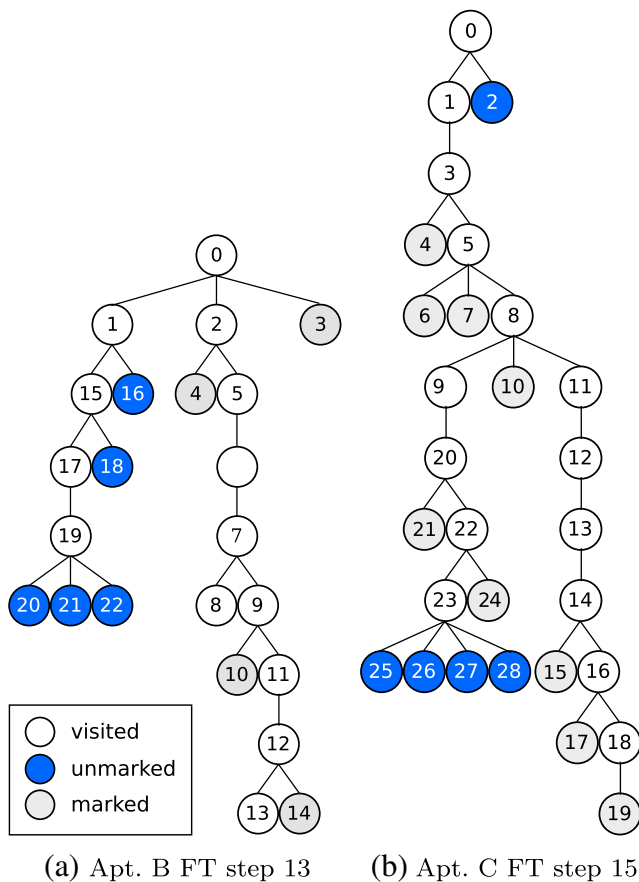 0
1 2
3
4 5
6 7 8
9 10 11
20 12
21 22 13
23 24 14
25 26 27 28 15 16
17 18
19
0
1 2 3
15 16 4 5
17 18
19 7
20 21 22 8 9
10 11
12
13 14
visited
unmarked
marked
(a) Apt. B FT step 13
(b) Apt. C FT step 15